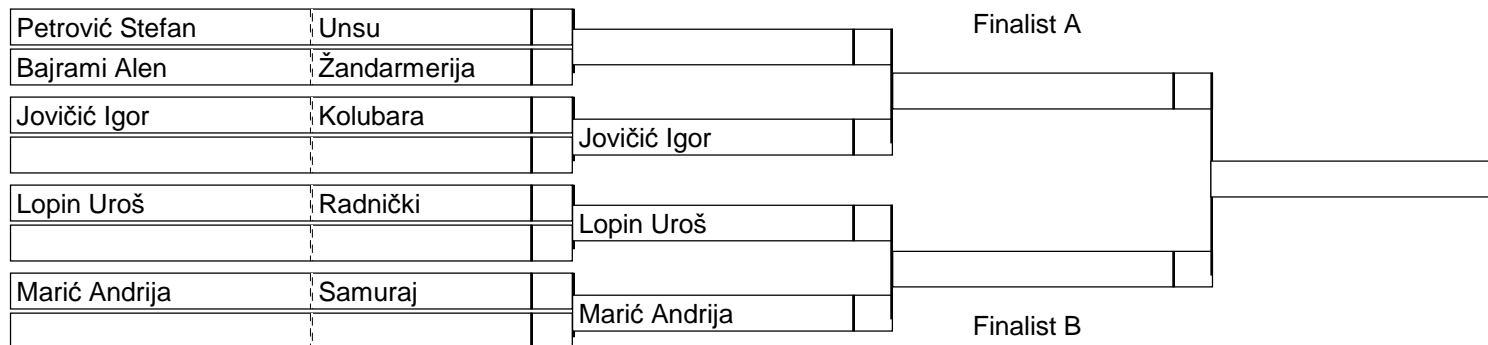 Petrović Stefan Unsu
Finalist A
Bajrami Alen Žandarmerija
Jovičić Igor Kolubara
Jovičić Igor
Lopin Uroš Radnički
Lopin Uroš
Marić Andrija Samuraj
Marić Andrija
Finalist B